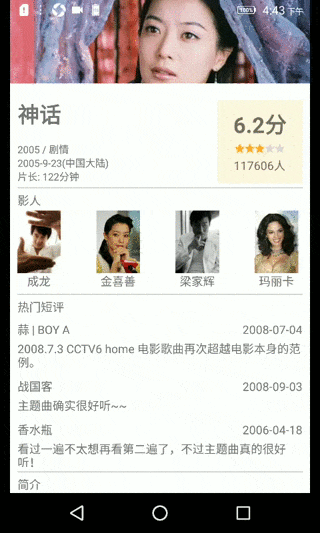 100%
4:43 下午
神话
6.2分
117606人
2005 / 剧情
2005-9-23(中国大陆)
片长: 122分钟
影人
成龙 金喜善 梁家辉 玛丽卡
热门短评
蒜 | BOY A 2008-07-04
2008.7.3 CCTV6 home 电影歌曲再次超越电影本身的范
例。
战国客 2008-09-03
主题曲确实很好听~~
香水瓶 2006-04-18
看过一遍不太想再看第二遍了，不过主题曲真的很好
听！
简介